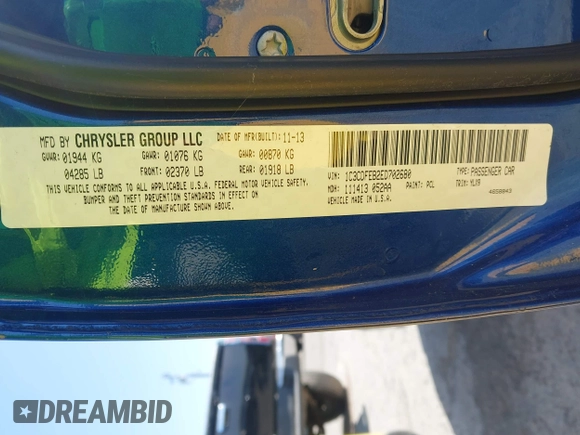 MFD BY CHRYSLER GROUP LLC DATE OF MFR(BUILT): 11-13
GVWR: 01944 KG GAWR: 01076 KG GAWR: 00870 KG
04285 LB FRONT: 02370 LB REAR: 01918 LB
THIS VEHICLE CONFORMS TO ALL APPLICABLE U.S.A. FEDERAL MOTOR VEHICLE SAFETY,
BUMPER AND THEFT PREVENTION STANDARDS IN EFFECT ON
THE DATE OF MANUFACTURE SHOWN ABOVE.
VIN: 1C3CDFEB2ED702680 TYPE: PASSENGER CAR
MDH: 111413 052AA PAINT: PCL TRIM: MLX9
VEHICLE MADE IN U.S.A.
DREAMBID